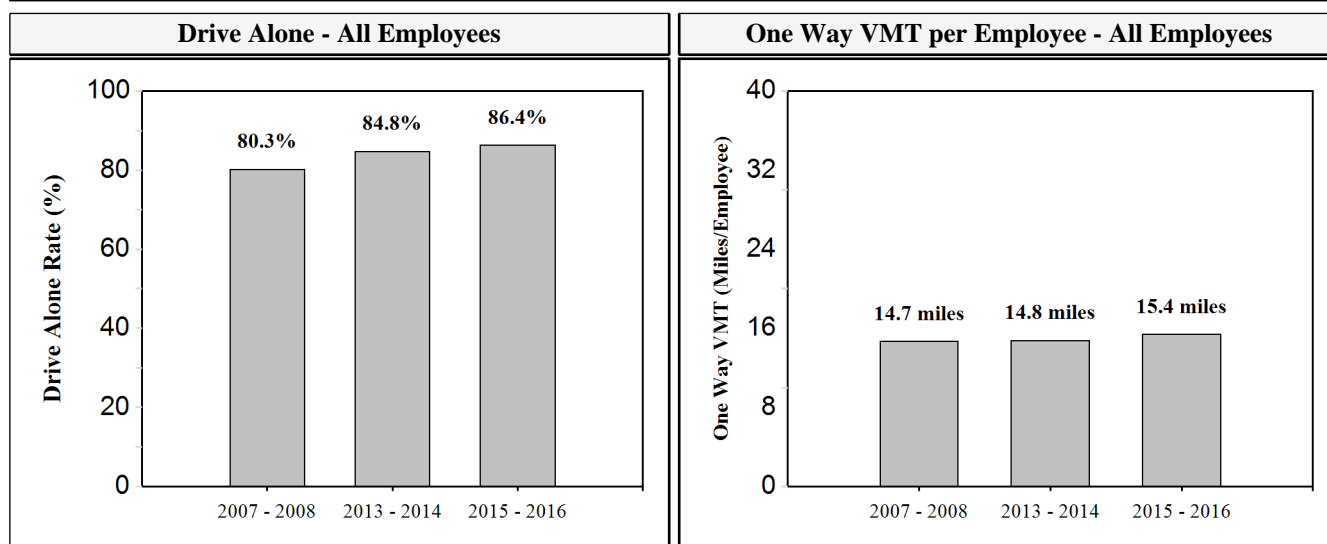 Drive Alone - All Employees
One Way VMT per Employee - All Employees
Drive Alone Rate (%)
100
80
60
40
20
0
80.3%
84.8%
86.4%
2007 - 2008
2013 - 2014
2015 - 2016
One Way VMT (Miles/Employee)
40
32
24
16
8
0
14.7 miles
14.8 miles
15.4 miles
2007 - 2008
2013 - 2014
2015 - 2016